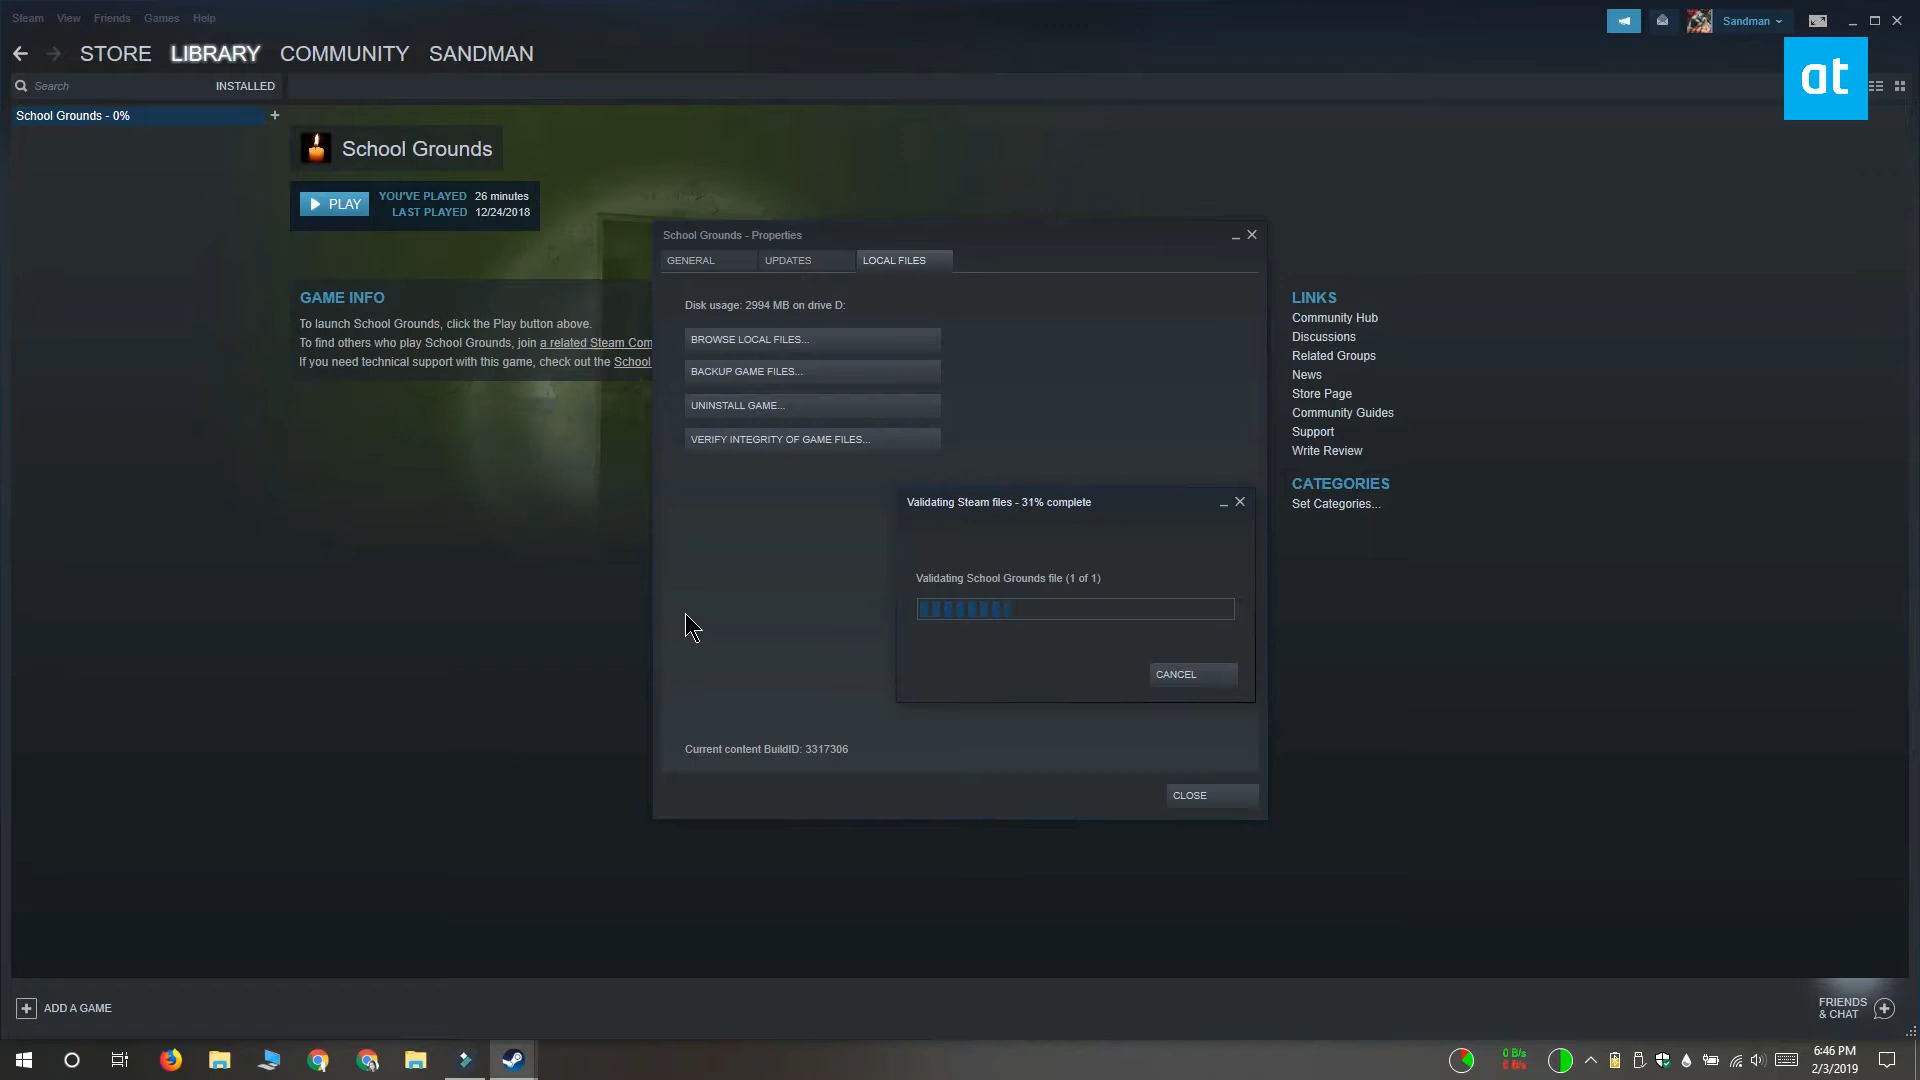 Steam View Friends Games Help
Sandman
STORE LIBRARY COMMUNITY SANDMAN
at
Search INSTALLED
School Grounds - 0% +
School Grounds
PLAY
YOU'VE PLAYED 26 minutes
LAST PLAYED 12/24/2018
GAME INFO
To launch School Grounds, click the Play button above.
To find others who play School Grounds, join a related Steam Com
If you need technical support with this game, check out the School
School Grounds - Properties
GENERAL UPDATES LOCAL FILES
Disk usage: 2994 MB on drive D:
BROWSE LOCAL FILES...
BACKUP GAME FILES...
UNINSTALL GAME...
VERIFY INTEGRITY OF GAME FILES...
Validating Steam files - 31% complete
Validating School Grounds file (1 of 1)
CANCEL
Current content BuildID: 3317306
CLOSE
LINKS
Community Hub
Discussions
Related Groups
News
Store Page
Community Guides
Support
Write Review
CATEGORIES
Set Categories...
+ ADD A GAME
FRIENDS
& CHAT
0 B/s
0 B/s
6:46 PM
2/3/2019